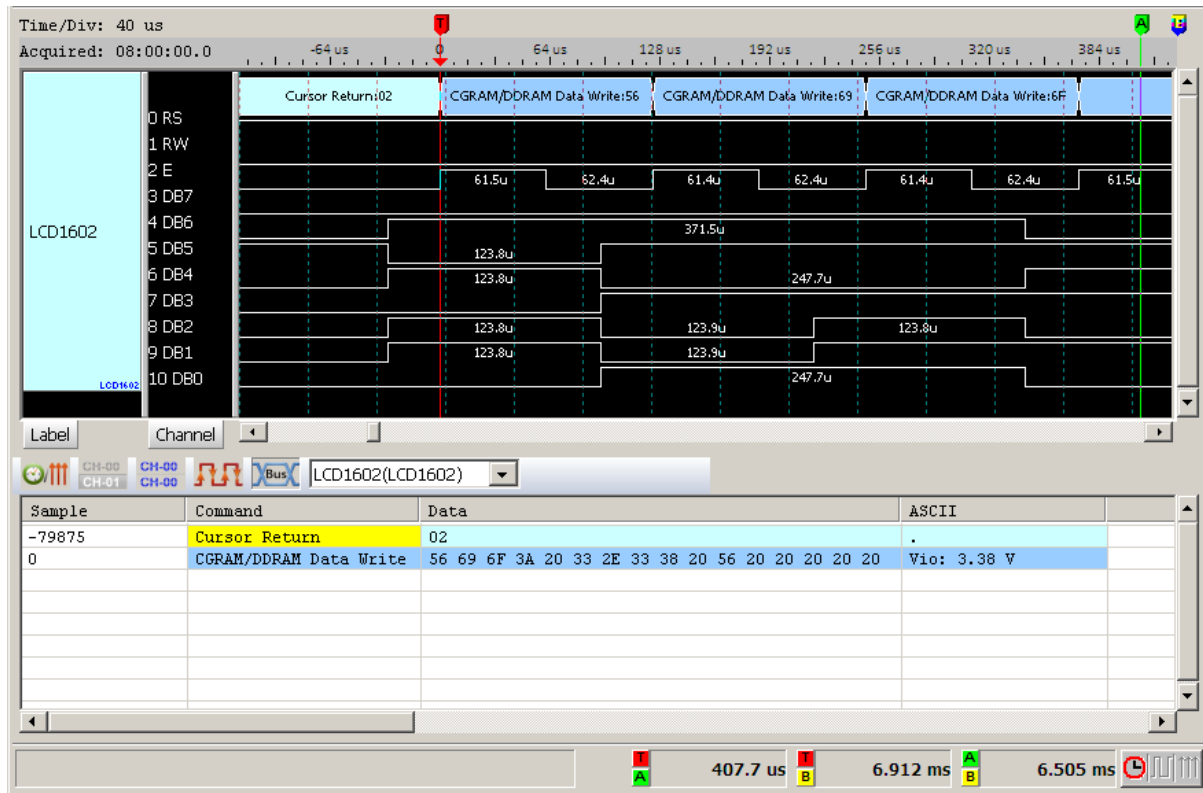 Time/Div: 40 us
T A B
Acquired: 08:00:00.0 -64 us 0 64 us 128 us 192 us 256 us 320 us 384 us
Cursor Return:02 CGRAM/DDRAM Data Write:56 CGRAM/DDRAM Data Write:69 CGRAM/DDRAM Data Write:6F
0 RS
1 RW
2 E
61.5u 62.4u 61.4u 62.4u 61.4u 62.4u 61.5u
3 DB7
4 DB6
371.5u
LCD1602
5 DB5
123.8u
6 DB4
123.8u 247.7u
7 DB3
8 DB2
123.8u 123.9u 123.8u
9 DB1
123.8u 123.9u
10 DB0
247.7u
LCD1602
Label Channel
CH-00 CH-01 CH-00 CH-00 Bus LCD1602(LCD1602)
Sample Command Data ASCII
-79875 Cursor Return 02 .
0 CGRAM/DDRAM Data Write 56 69 6F 3A 20 33 2E 33 38 20 56 20 20 20 20 20 Vio: 3.38 V
T A 407.7 us T B 6.912 ms A B 6.505 ms